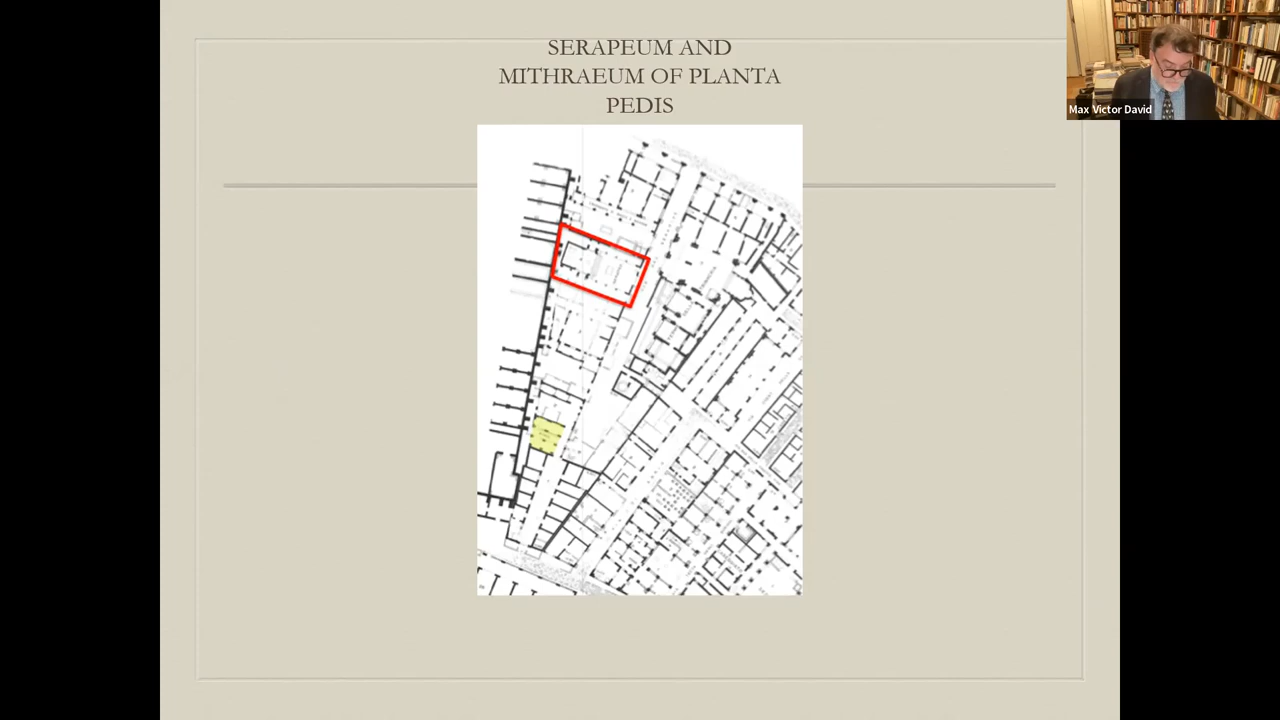 SERAPEUM AND
MITHRAEUM OF PLANTA
PEDIS
Max Victor David